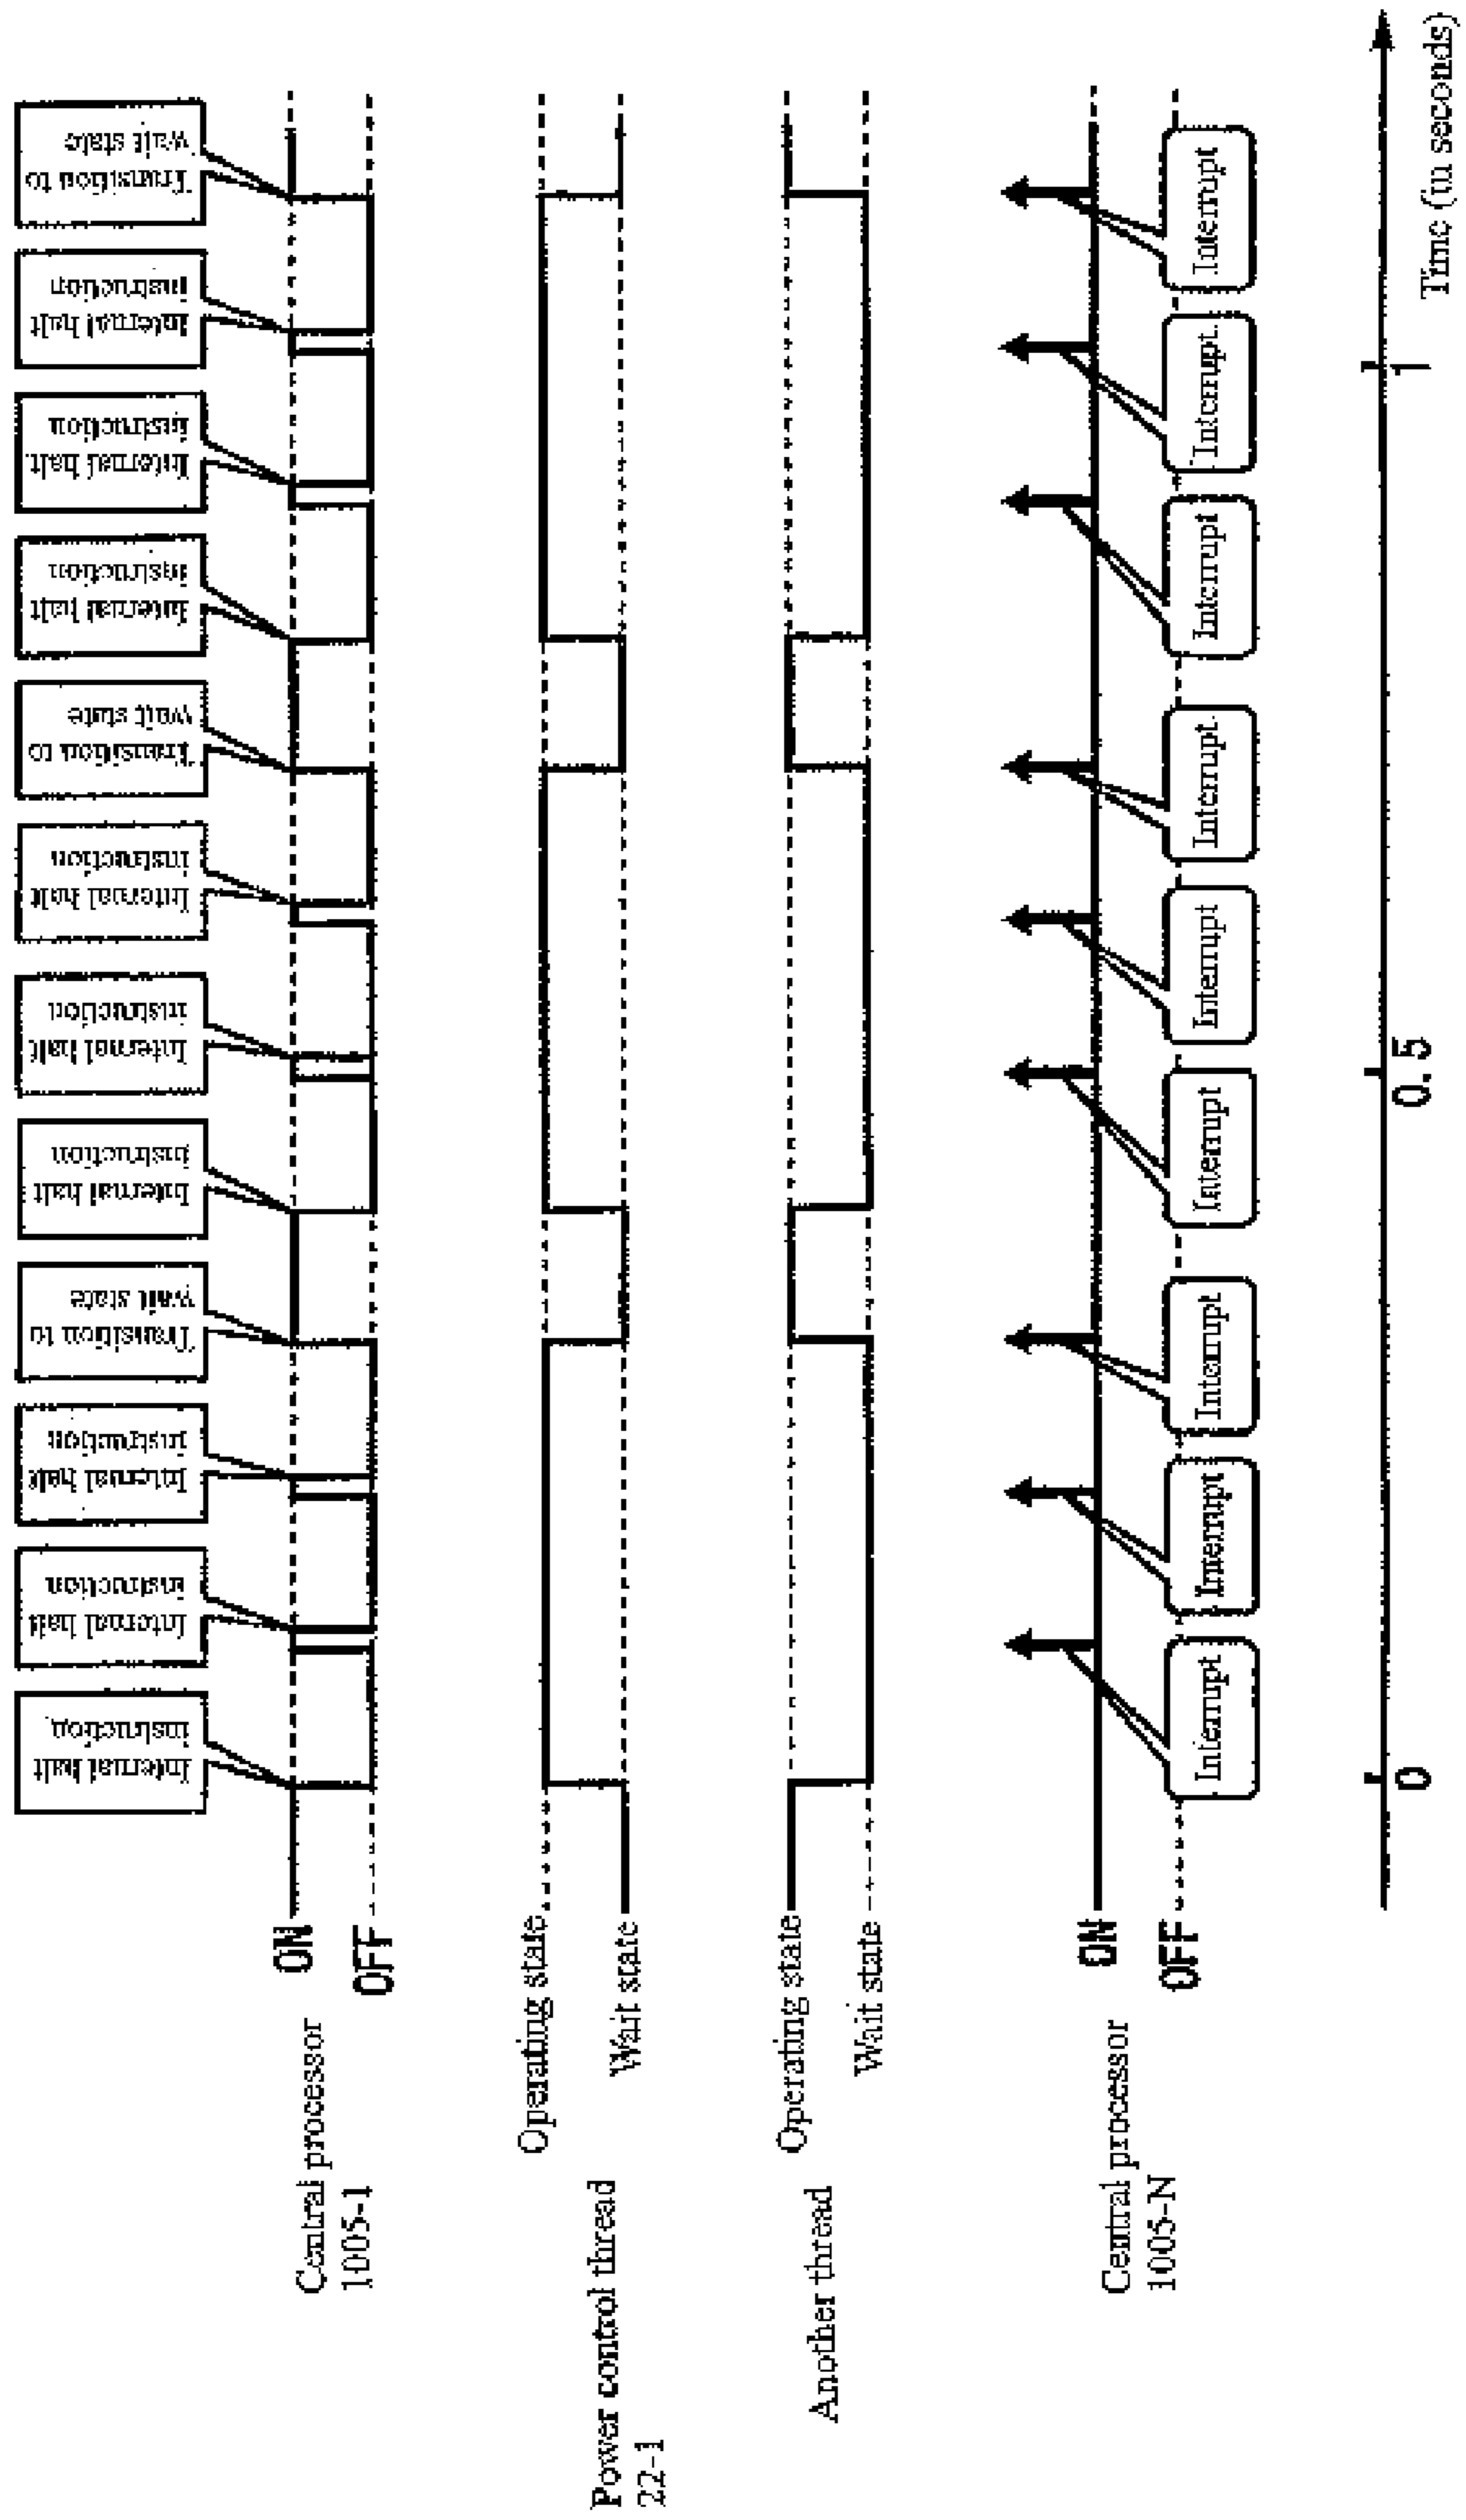 Internal halt
instruction
Internal halt
instruction
Internal halt
instruction
Transition to
wait state
Internal halt
instruction
Internal halt
instruction
Internal halt
instruction
Transition to
wait state
Internal halt
instruction
Internal halt
instruction
Internal halt
instruction
Transition to
wait state
Central processor
1005-1
ON
OFF
Power control thread
22-1
Operating state
Wait state
Another thread
Operating state
Wait state
Central processor
1005-N
ON
OFF
Interrupt
Interrupt
Interrupt
Interrupt
Interrupt
Interrupt
Interrupt
Interrupt
Interrupt
0
0.5
1
Time (in seconds)